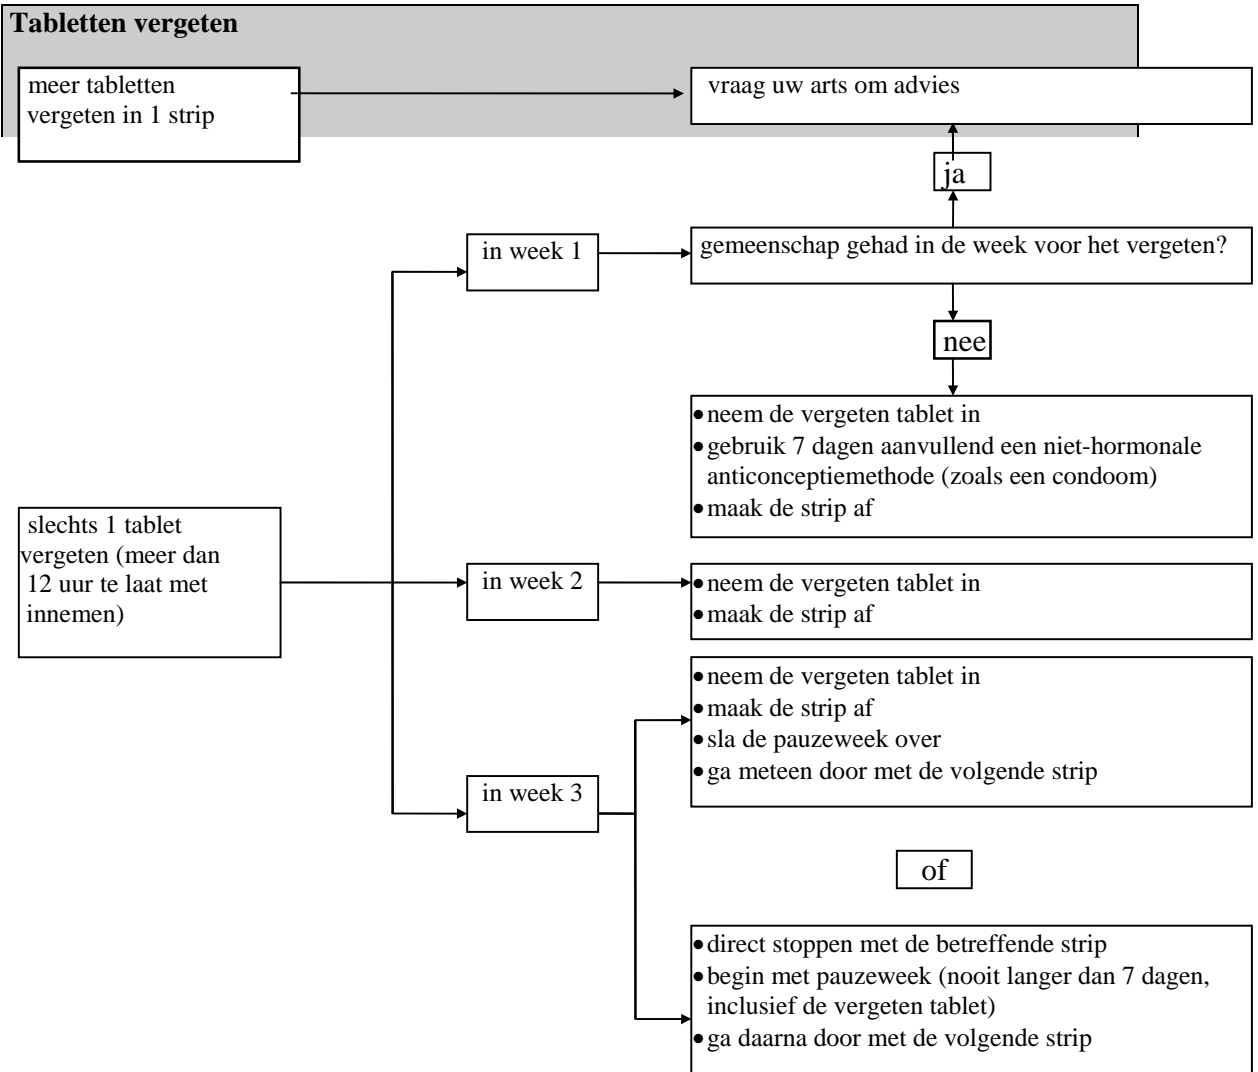 Tabletten vergeten
meer tabletten
vergeten in 1 strip
vraag uw arts om advies
ja
in week 1
gemeenschap gehad in de week voor het vergeten?
nee
•neem de vergeten tablet in
•gebruik 7 dagen aanvullend een niet-hormonale
anticonceptiemethode (zoals een condoom)
•maak de strip af
slechts 1 tablet
vergeten (meer dan
12 uur te laat met
innemen)
in week 2
•neem de vergeten tablet in
•maak de strip af
•neem de vergeten tablet in
•maak de strip af
•sla de pauzeweek over
•ga meteen door met de volgende strip
in week 3
of
•direct stoppen met de betreffende strip
•begin met pauzeweek (nooit langer dan 7 dagen,
inclusief de vergeten tablet)
•ga daarna door met de volgende strip